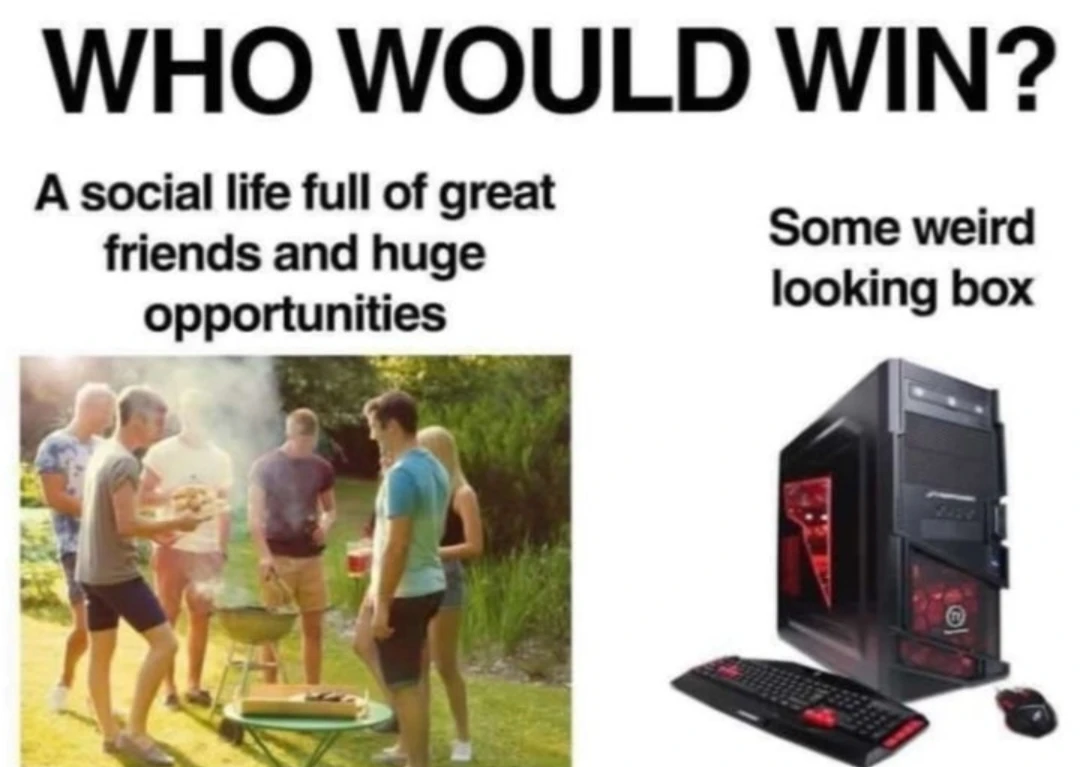 WHO WOULD WIN?
A social life full of great
friends and huge
opportunities
Some weird
looking box